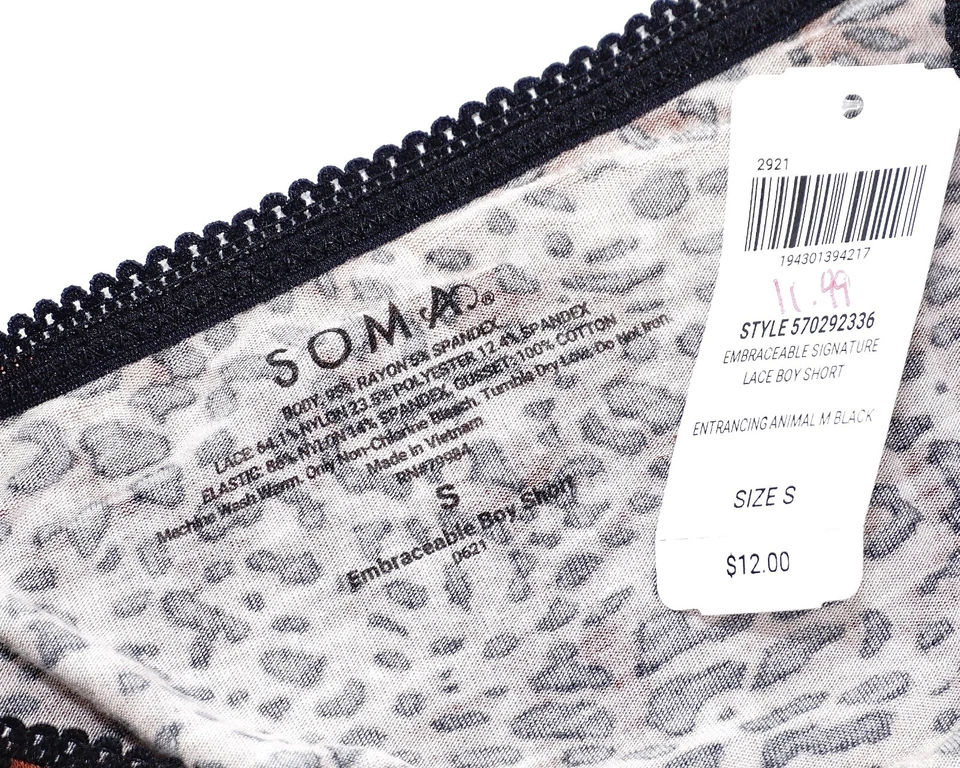 SOMA®
BODY: 95% RAYON 5% SPANDEX
LACE: 64.1% NYLON 23.5% POLYESTER 12.4% SPANDEX
ELASTIC: 86% NYLON 14% SPANDEX, GUSSET: 100% COTTON
Machine Wash Warm. Only Non-Chlorine Bleach. Tumble Dry Low. Do Not Iron
Made in Vietnam
RN#79984
S
Embraceable Boy Short
D621
2921
194301394217
11.99
STYLE 570292336
EMBRACEABLE SIGNATURE
LACE BOY SHORT
ENTRANCING ANIMAL M BLACK
SIZE S
$12.00